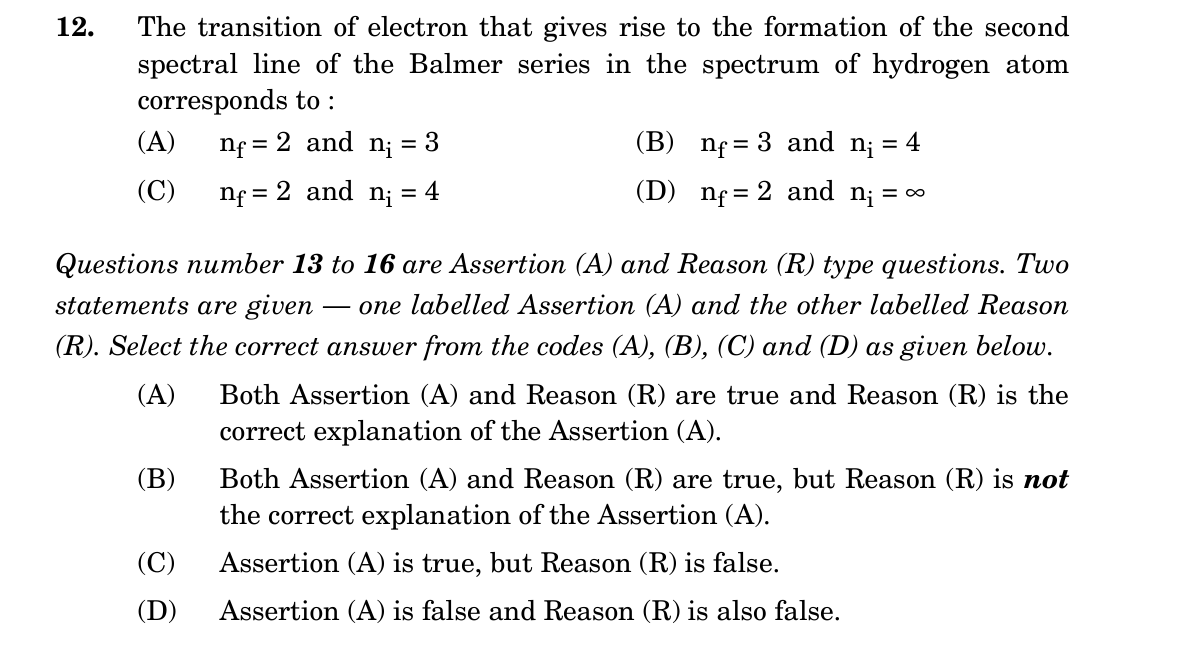 12. The transition of electron that gives rise to the formation of the second
spectral line of the Balmer series in the spectrum of hydrogen atom
corresponds to :
(A) nf = 2 and ni = 3 (B) nf = 3 and ni = 4
(C) nf = 2 and ni = 4 (D) nf = 2 and ni = ∞
Questions number 13 to 16 are Assertion (A) and Reason (R) type questions. Two
statements are given — one labelled Assertion (A) and the other labelled Reason
(R). Select the correct answer from the codes (A), (B), (C) and (D) as given below.
(A) Both Assertion (A) and Reason (R) are true and Reason (R) is the
correct explanation of the Assertion (A).
(B) Both Assertion (A) and Reason (R) are true, but Reason (R) is not
the correct explanation of the Assertion (A).
(C) Assertion (A) is true, but Reason (R) is false.
(D) Assertion (A) is false and Reason (R) is also false.